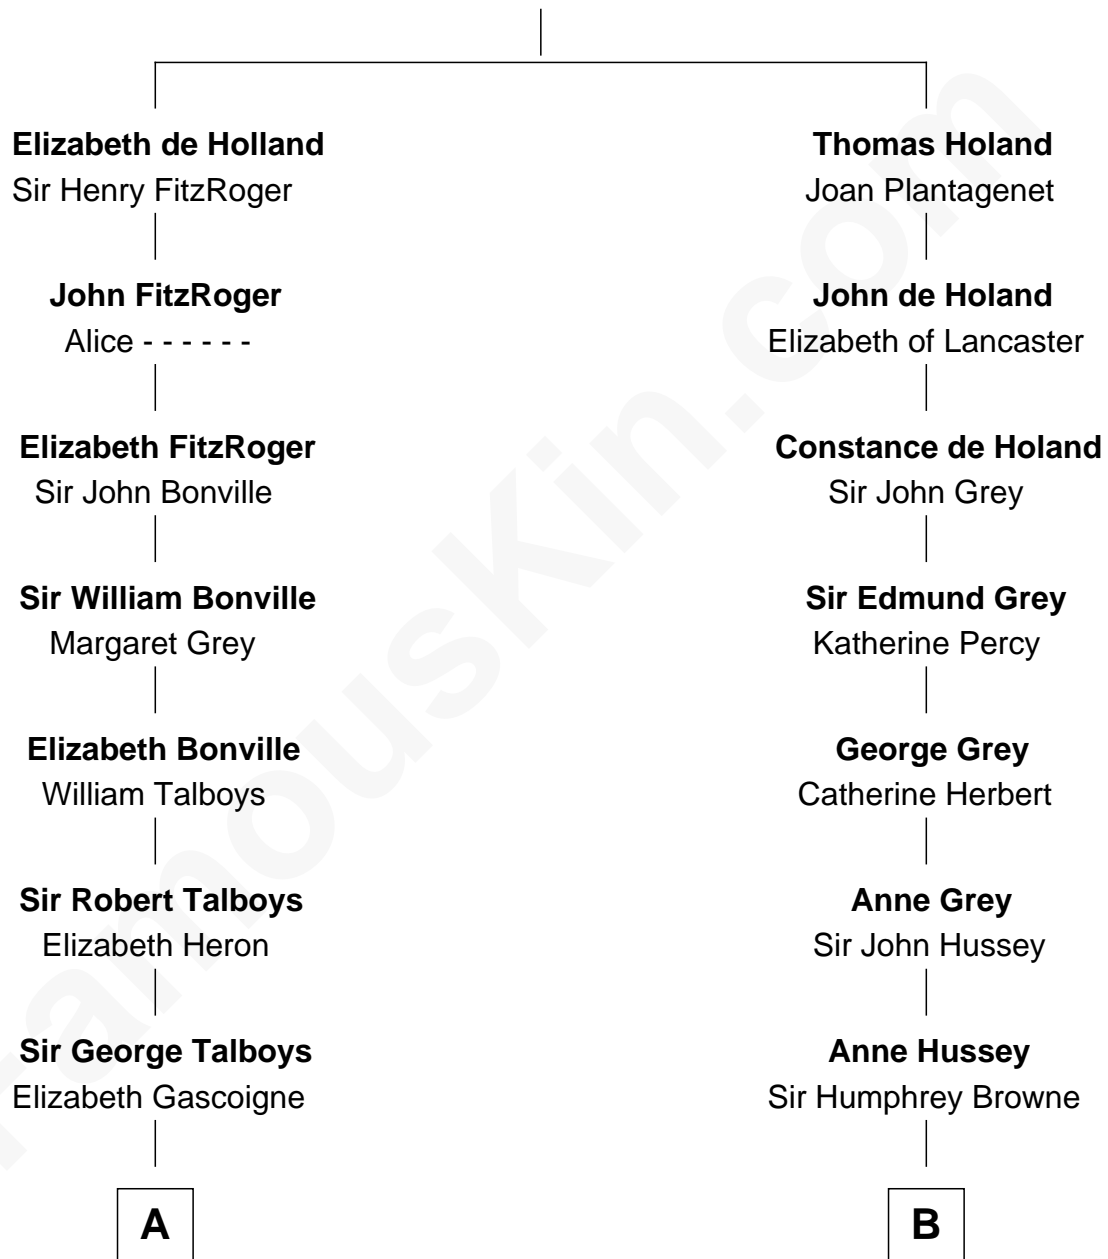 Elizabeth de Holland
Sir Henry FitzRoger
John FitzRoger
Alice - - - - - -
Elizabeth FitzRoger
Sir John Bonville
Sir William Bonville
Margaret Grey
Elizabeth Bonville
William Talboys
Sir Robert Talboys
Elizabeth Heron
Sir George Talboys
Elizabeth Gascoigne
A
Thomas Holand
Joan Plantagenet
John de Holand
Elizabeth of Lancaster
Constance de Holand
Sir John Grey
Sir Edmund Grey
Katherine Percy
George Grey
Catherine Herbert
Anne Grey
Sir John Hussey
Anne Hussey
Sir Humphrey Browne
B
FamousKin.com